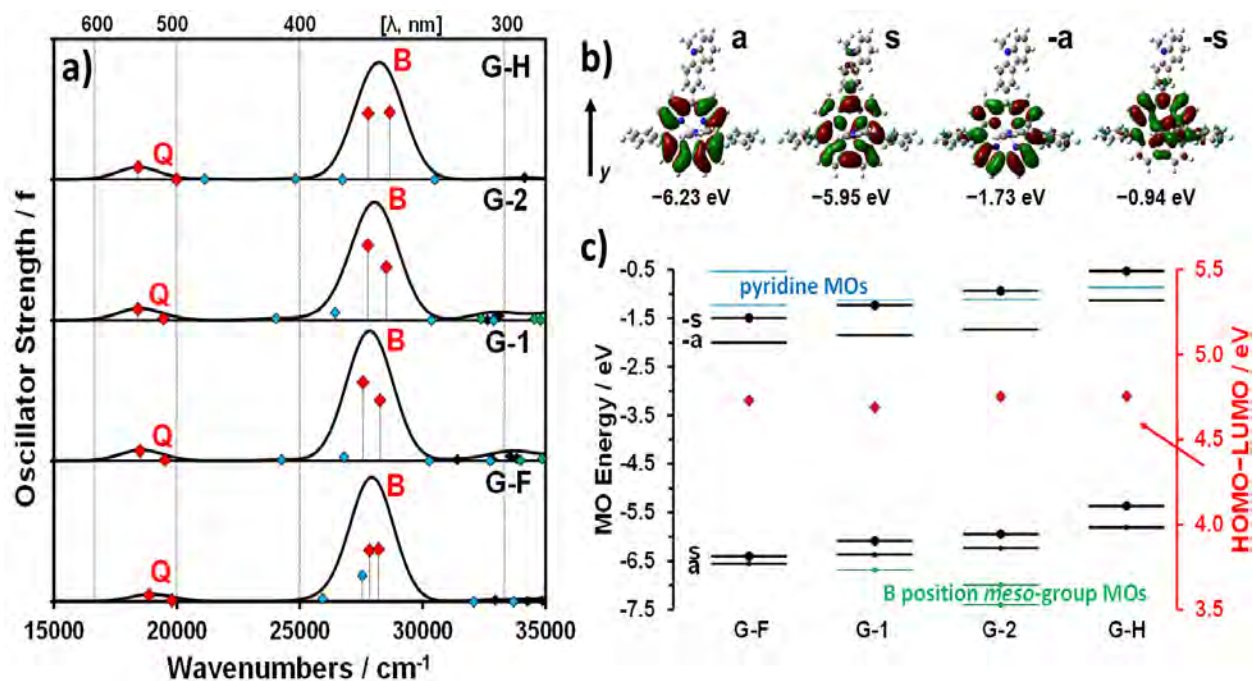 600 500 400 [λ, nm] 300
a)
G-H
B
Q
G-2
B
Q
G-1
B
Q
G-F
B
Q
Oscillator Strength / f
15000 20000 25000 30000 35000
Wavenumbers / cm-1
b)
a s -a -s
y
−6.23 eV −5.95 eV −1.73 eV −0.94 eV
c)
-0.5 5.5
pyridine MOs
-1.5
-s
-a
-2.5 5.0
-3.5
4.5
-4.5
-5.5 4.0
s
-6.5
a
B position meso-group MOs
-7.5 3.5
MO Energy / eV
HOMO−LUMO / eV
G-F G-1 G-2 G-H